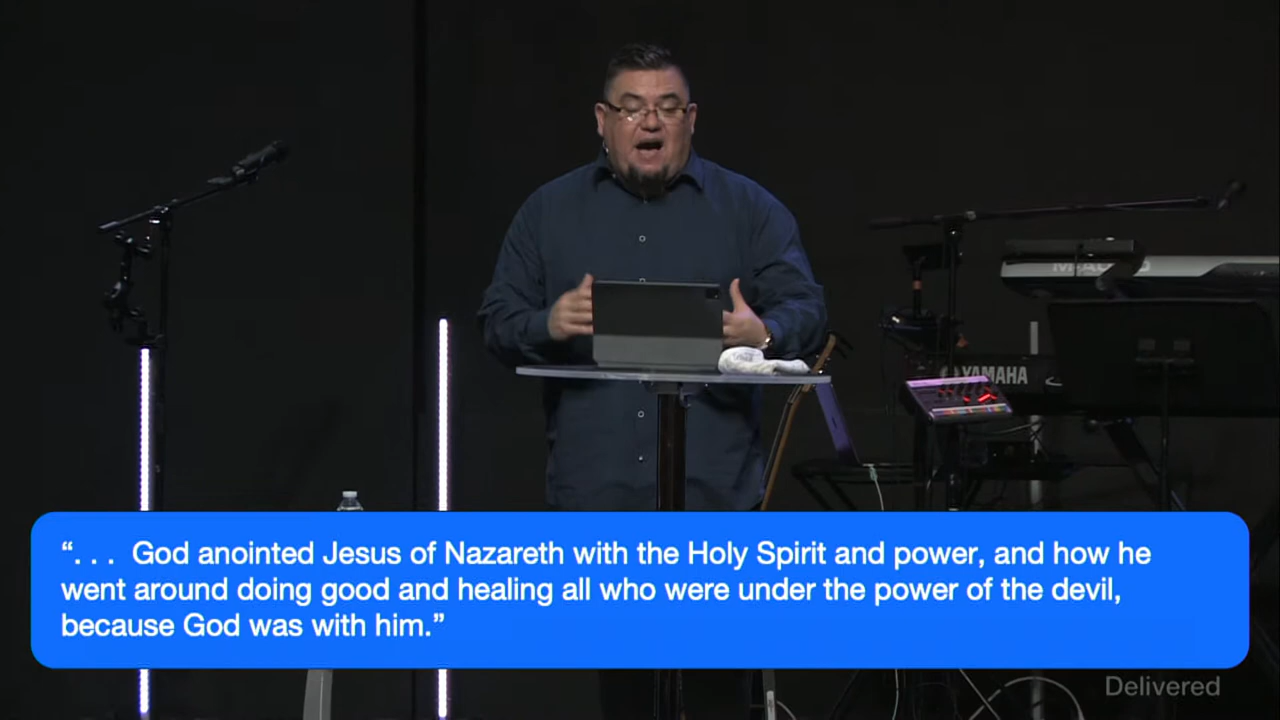 YAMAHA
“. . .  God anointed Jesus of Nazareth with the Holy Spirit and power, and how he
went around doing good and healing all who were under the power of the devil,
because God was with him.”
Delivered